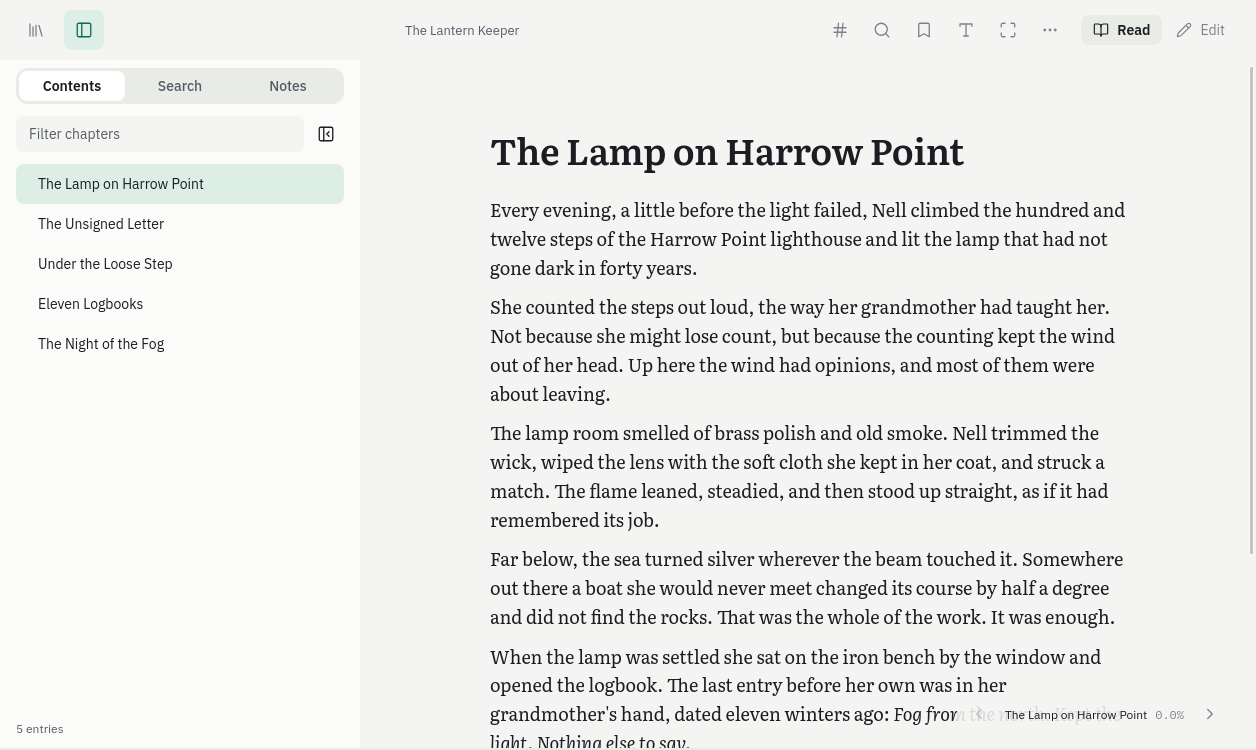 The Lantern Keeper
Read
Edit
Contents
Search
Notes
Filter chapters
The Lamp on Harrow Point
The Unsigned Letter
Under the Loose Step
Eleven Logbooks
The Night of the Fog
5 entries
The Lamp on Harrow Point
Every evening, a little before the light failed, Nell climbed the hundred and
twelve steps of the Harrow Point lighthouse and lit the lamp that had not
gone dark in forty years.
She counted the steps out loud, the way her grandmother had taught her.
Not because she might lose count, but because the counting kept the wind
out of her head. Up here the wind had opinions, and most of them were
about leaving.
The lamp room smelled of brass polish and old smoke. Nell trimmed the
wick, wiped the lens with the soft cloth she kept in her coat, and struck a
match. The flame leaned, steadied, and then stood up straight, as if it had
remembered its job.
Far below, the sea turned silver wherever the beam touched it. Somewhere
out there a boat she would never meet changed its course by half a degree
and did not find the rocks. That was the whole of the work. It was enough.
When the lamp was settled she sat on the iron bench by the window and
opened the logbook. The last entry before her own was in her
grandmother's hand, dated eleven winters ago: Fog from the
light. Nothing else to say.
The Lamp on Harrow Point 0.0%